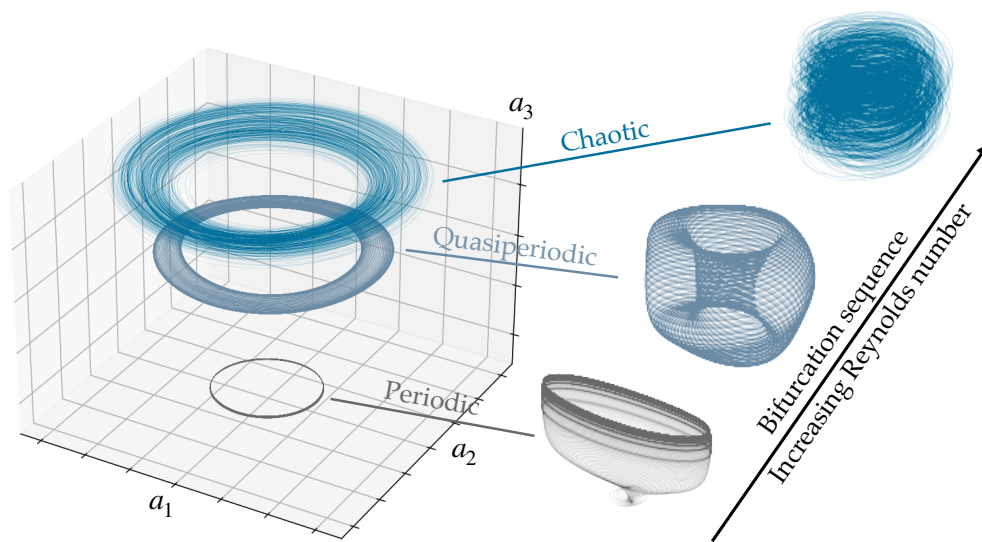 a3
Chaotic
Quasiperiodic
Periodic
a2
a1
Bifurcation sequence
Increasing Reynolds number